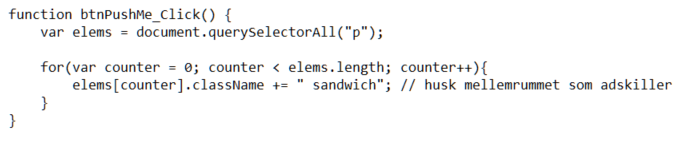 function btnPushMe_Click() {
    var elems = document.querySelectorAll("p");

    for(var counter = 0; counter < elems.length; counter++){
        elems[counter].className += " sandwich"; // husk mellemrummet som adskiller
    }
}